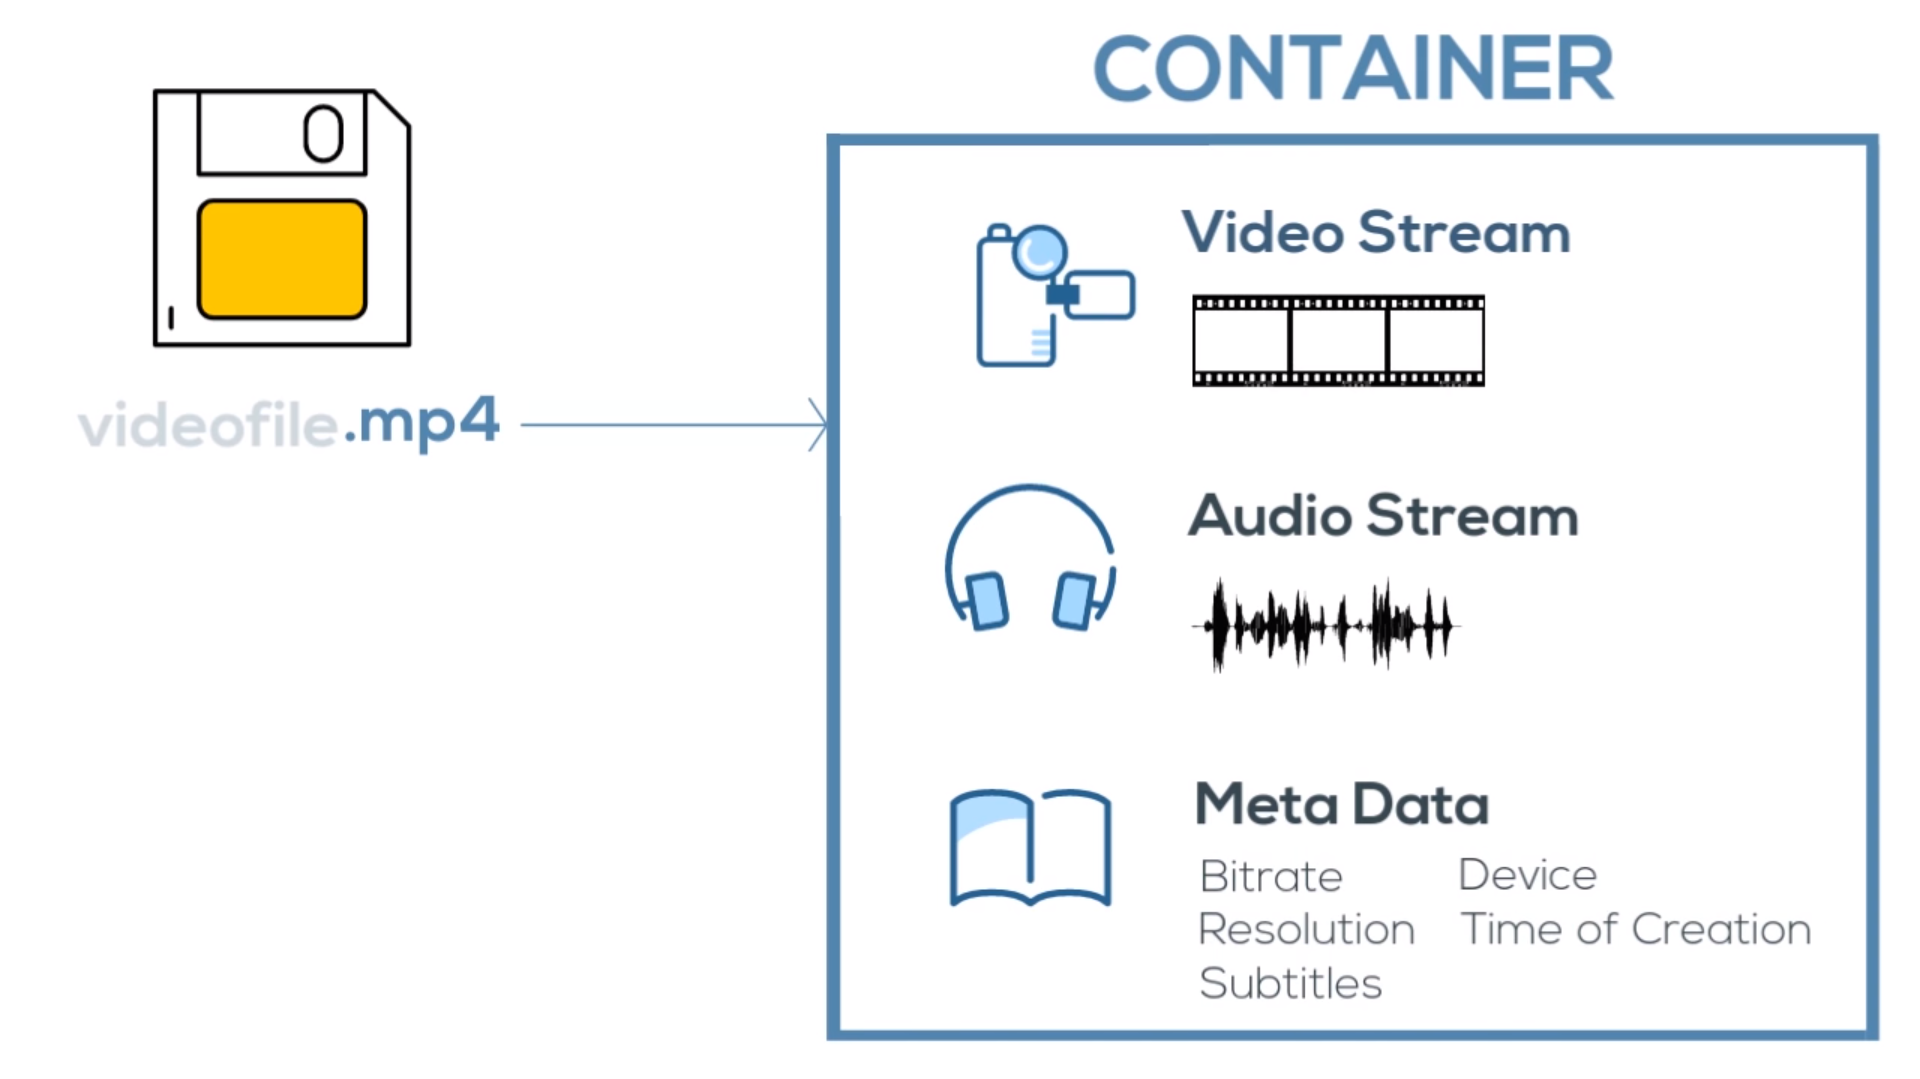 CONTAINER
videofile.mp4
Video Stream
Audio Stream
Meta Data
Bitrate
Device
Resolution
Time of Creation
Subtitles